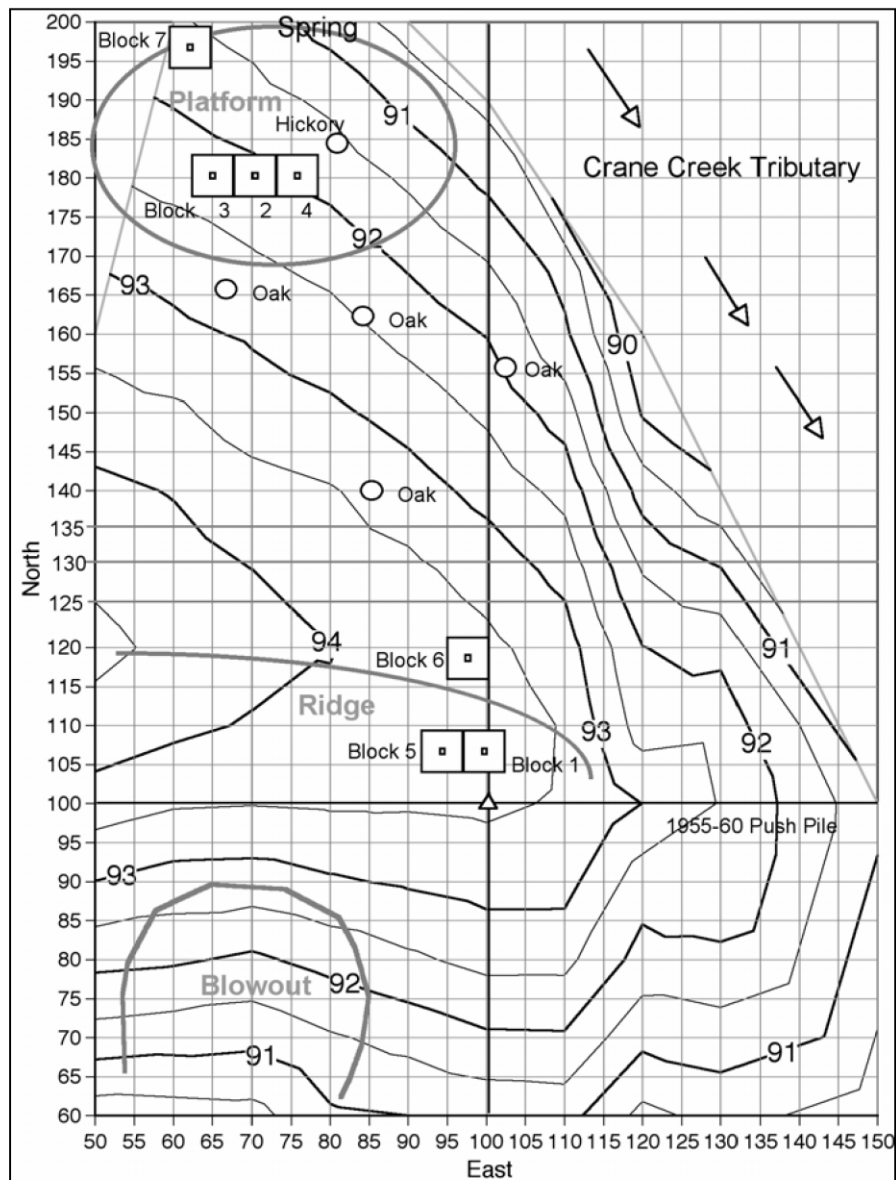 Spring
Block 7
Platform
Hickory
91
Crane Creek Tributary
Block 3 2 4
92
93
Oak
Oak
90
Oak
Oak
94
Block 6
91
Ridge
93
92
Block 5
Block 1
1955-60 Push Pile
93
Blowout
92
91
91
North
200
195
190
185
180
175
170
165
160
155
150
145
140
135
130
125
120
115
110
105
100
95
90
85
80
75
70
65
60
50 55 60 65 70 75 80 85 90 95 100 105 110 115 120 125 130 135 140 145 150
East